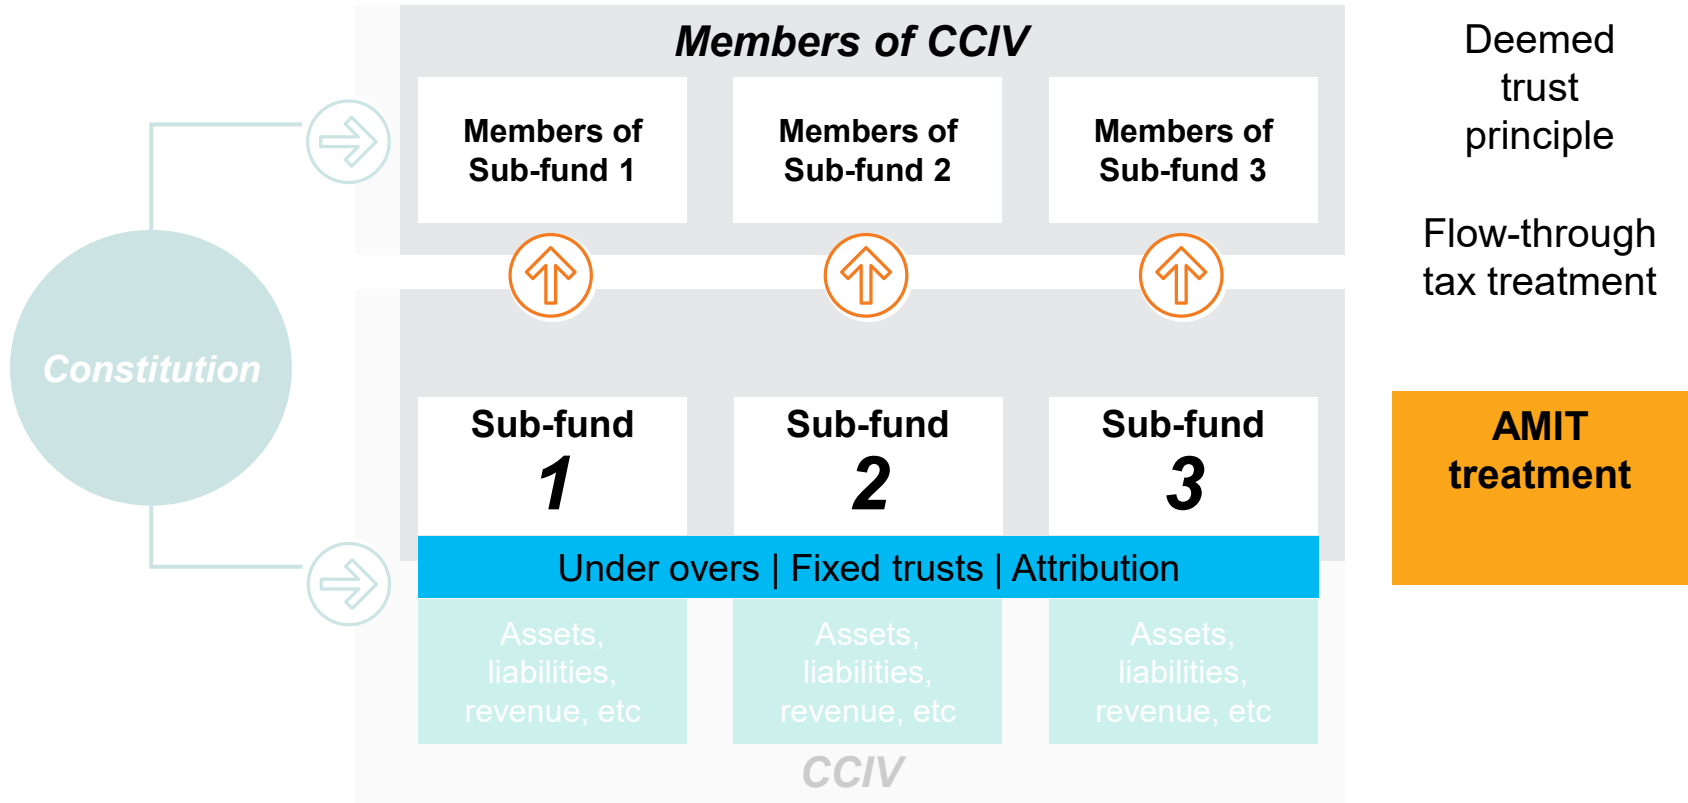 Members of CCIV
Members of
Sub-fund 1
Members of
Sub-fund 2
Members of
Sub-fund 3
Deemed
trust
principle
Flow-through
tax treatment
Constitution
Sub-fund
1
Sub-fund
2
Sub-fund
3
AMIT
treatment
Under overs | Fixed trusts | Attribution
Assets,
liabilities,
revenue, etc
Assets,
liabilities,
revenue, etc
Assets,
liabilities,
revenue, etc
CCIV